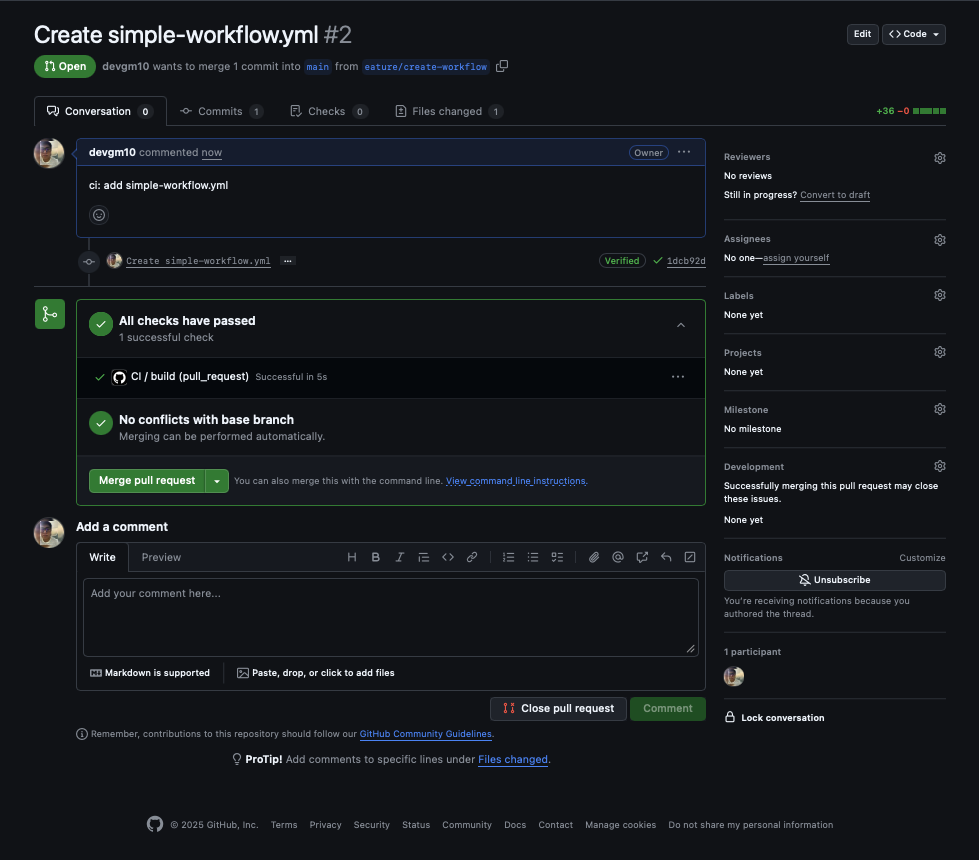 Create simple-workflow.yml #2
Edit
<> Code
Open
devgm10 wants to merge 1 commit into main from eature/create-workflow
Conversation 0
Commits 1
Checks 0
Files changed 1
+36 −0
devgm10 commented now
Owner
ci: add simple-workflow.yml
Create simple-workflow.yml
Verified
1dcb92d
All checks have passed
1 successful check
CI / build (pull_request) Successful in 5s
No conflicts with base branch
Merging can be performed automatically.
Merge pull request
You can also merge this with the command line. View command line instructions.
Add a comment
Write
Preview
Add your comment here...
Markdown is supported
Paste, drop, or click to add files
Close pull request
Comment
Remember, contributions to this repository should follow our GitHub Community Guidelines.
ProTip! Add comments to specific lines under Files changed.
Reviewers
No reviews
Still in progress? Convert to draft
Assignees
No one—assign yourself
Labels
None yet
Projects
None yet
Milestone
No milestone
Development
Successfully merging this pull request may close
these issues.
None yet
Notifications
Customize
Unsubscribe
You're receiving notifications because you
authored the thread.
1 participant
Lock conversation
© 2025 GitHub, Inc.
Terms
Privacy
Security
Status
Community
Docs
Contact
Manage cookies
Do not share my personal information